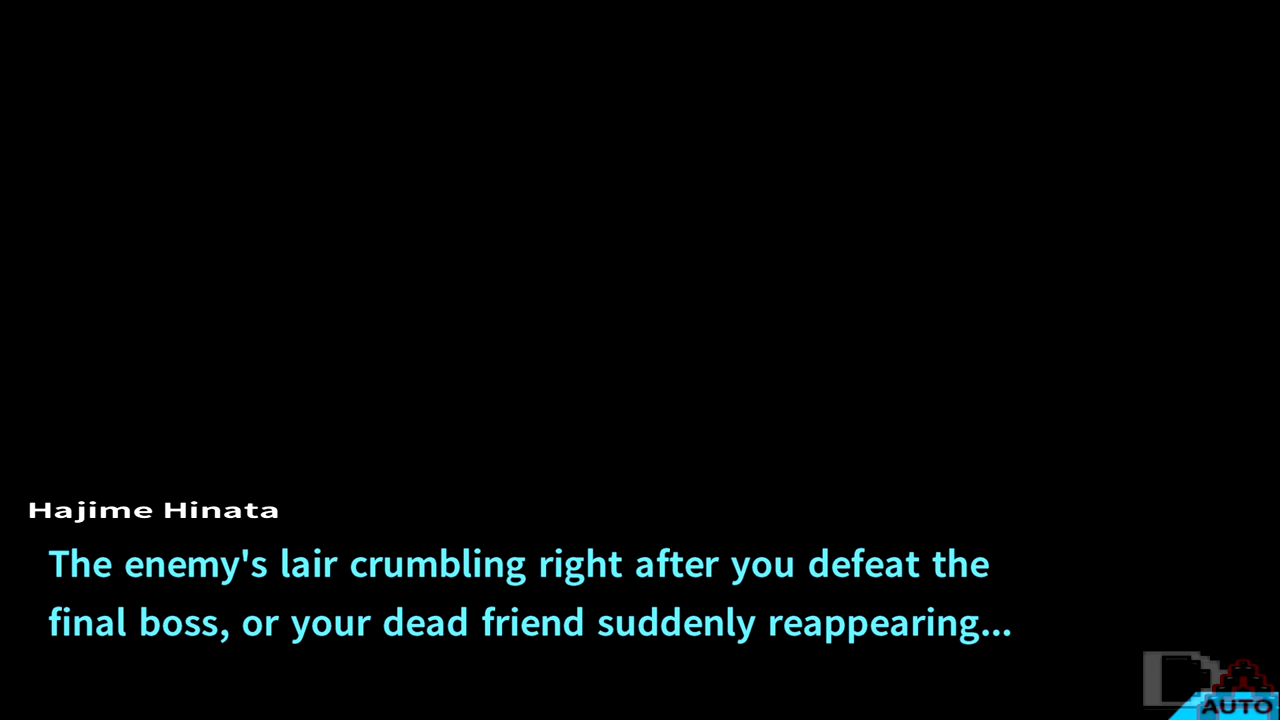 Hajime Hinata
The enemy's lair crumbling right after you defeat the
final boss, or your dead friend suddenly reappearing...
AUTO